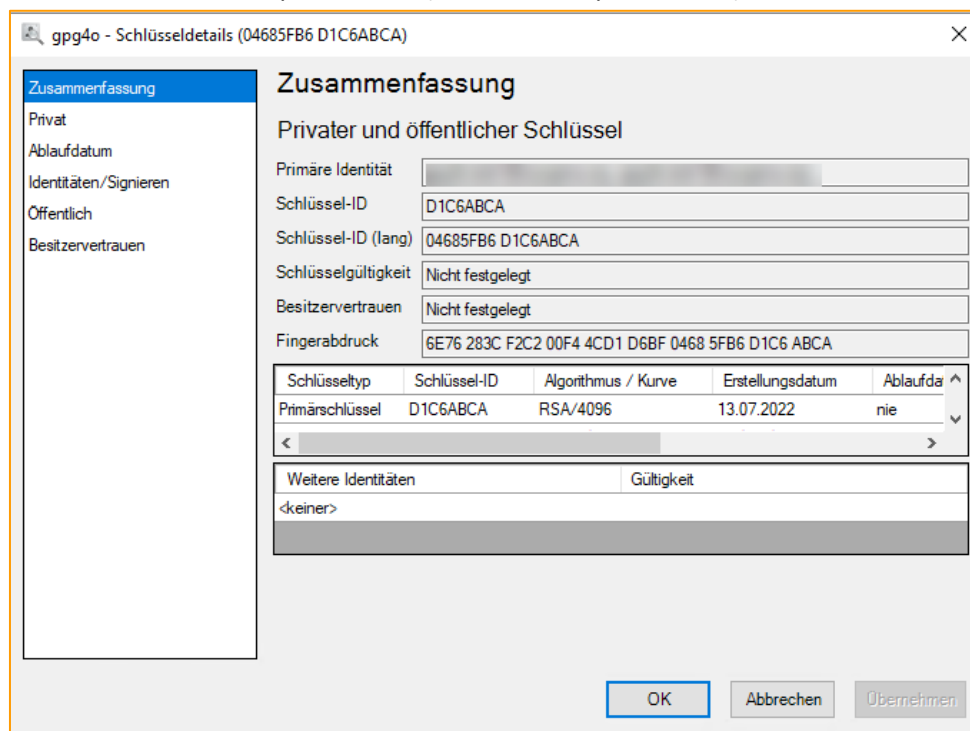 gpg4o - Schlüsseldetails (04685FB6 D1C6ABCA)
Zusammenfassung
Privat
Ablaufdatum
Identitäten/Signieren
Öffentlich
Besitzervertrauen
Zusammenfassung
Privater und öffentlicher Schlüssel
Primäre Identität
Schlüssel-ID D1C6ABCA
Schlüssel-ID (lang) 04685FB6 D1C6ABCA
Schlüsselgültigkeit Nicht festgelegt
Besitzervertrauen Nicht festgelegt
Fingerabdruck 6E76 283C F2C2 00F4 4CD1 D6BF 0468 5FB6 D1C6 ABCA
Schlüsseltyp Schlüssel-ID Algorithmus / Kurve Erstellungsdatum Ablaufda
Primärschlüssel D1C6ABCA RSA/4096 13.07.2022 nie
Weitere Identitäten Gültigkeit
<keiner>
OK Abbrechen Übernehmen